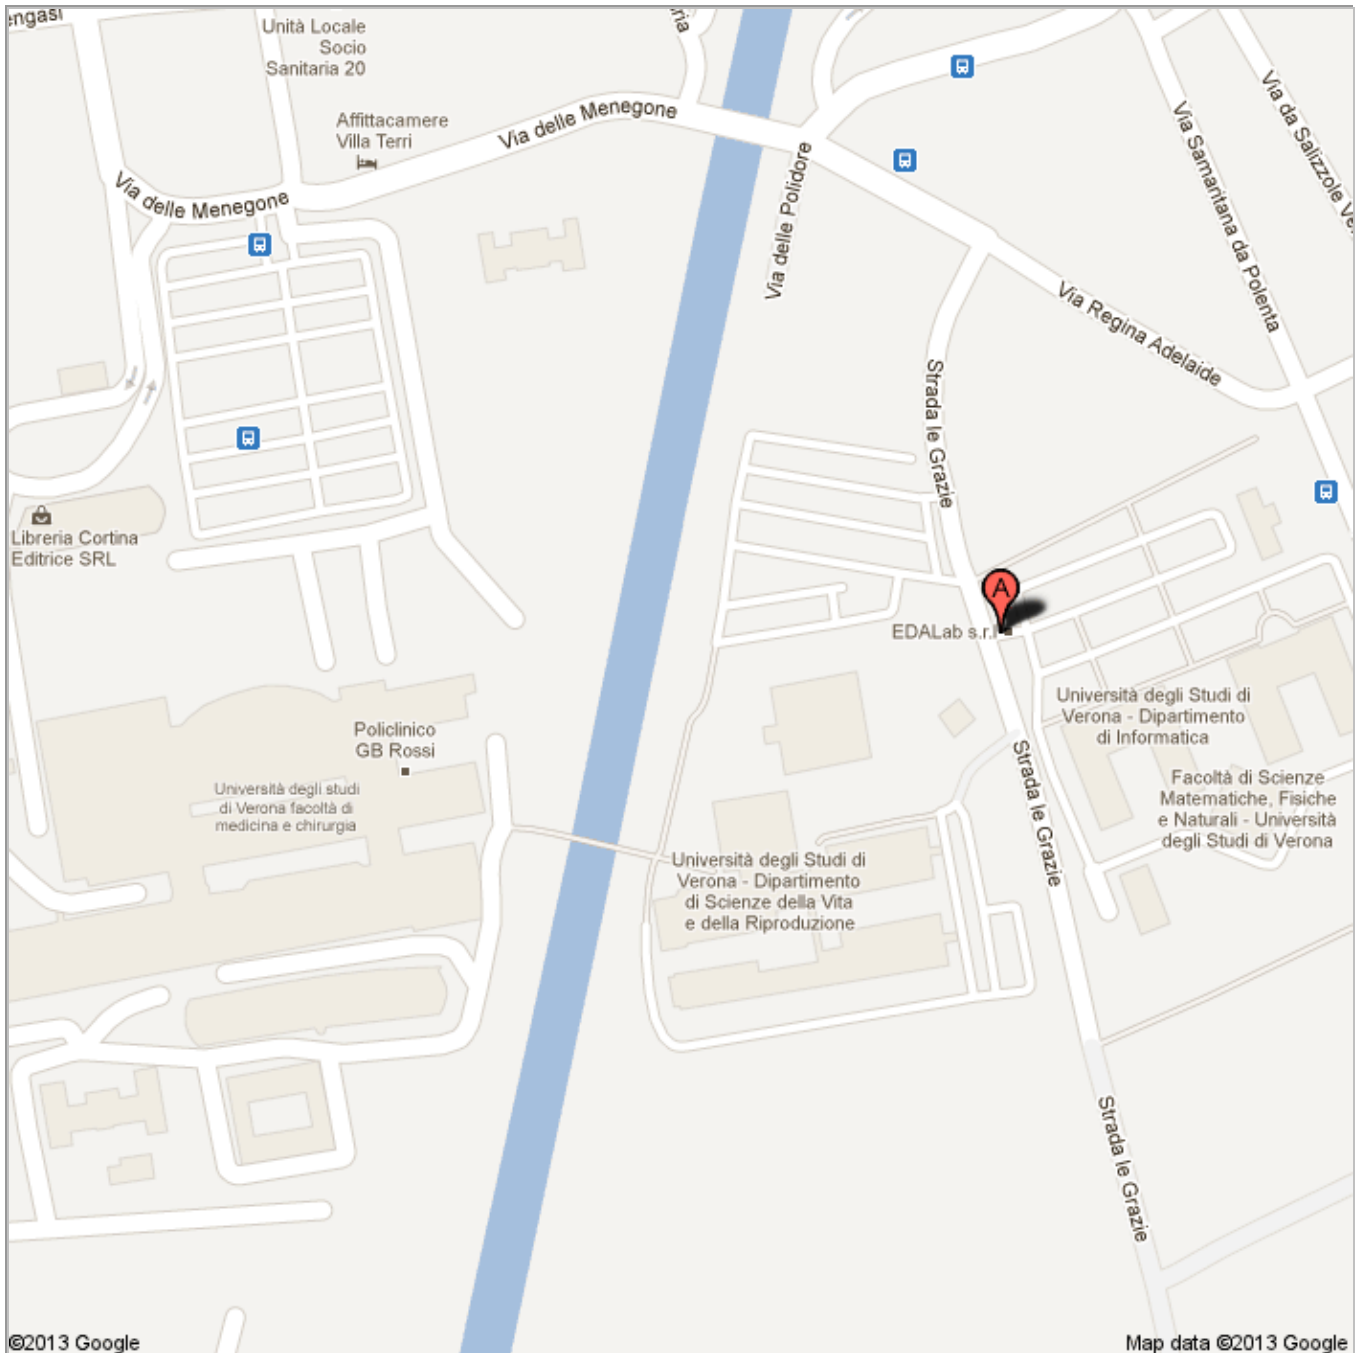 engasi
Unità Locale
Socio
Sanitaria 20
Affittacamere
Villa Terri
Via delle Menegone
Via delle Menegone
Via delle Polidore
Via Samaritana da Polenta
Via da Salizzole Ve
Via Regina Adelaide
Strada le Grazie
Libreria Cortina
Editrice SRL
A
EDALab s.r.l
Università degli Studi di
Verona - Dipartimento
di Informatica
Policlinico
GB Rossi
Università degli studi
di Verona facoltà di
medicina e chirurgia
Strada le Grazie
Facoltà di Scienze
Matematiche, Fisiche
e Naturali - Università
degli Studi di Verona
Università degli Studi di
Verona - Dipartimento
di Scienze della Vita
e della Riproduzione
Strada le Grazie
©2013 Google
Map data ©2013 Google